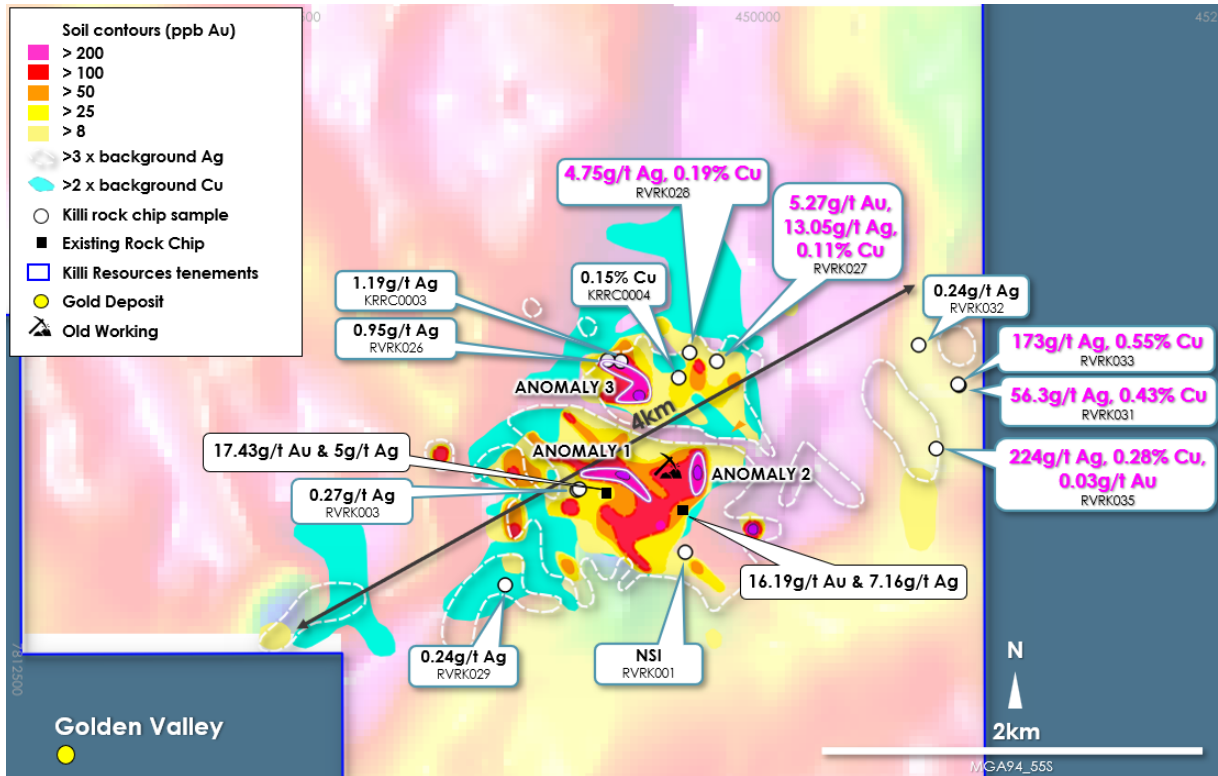 Soil contours (ppb Au)
> 200
> 100
> 50
> 25
> 8
>3 x background Ag
>2 x background Cu
Killi rock chip sample
Existing Rock Chip
Killi Resources tenements
Gold Deposit
Old Working
450000
452
4.75g/t Ag, 0.19% Cu
RVRK028
5.27g/t Au,
13.05g/t Ag,
0.11% Cu
RVRK027
1.19g/t Ag
KRRC0003
0.15% Cu
KRRC0004
0.24g/t Ag
RVRK032
0.95g/t Ag
RVRK026
173g/t Ag, 0.55% Cu
RVRK033
ANOMALY 3
56.3g/t Ag, 0.43% Cu
RVRK031
4km
17.43g/t Au & 5g/t Ag
ANOMALY 1
ANOMALY 2
224g/t Ag, 0.28% Cu,
0.03g/t Au
RVRK035
0.27g/t Ag
RVRK003
16.19g/t Au & 7.16g/t Ag
0.24g/t Ag
RVRK029
NSI
RVRK001
7812500
N
Golden Valley
2km
MGA94_55S